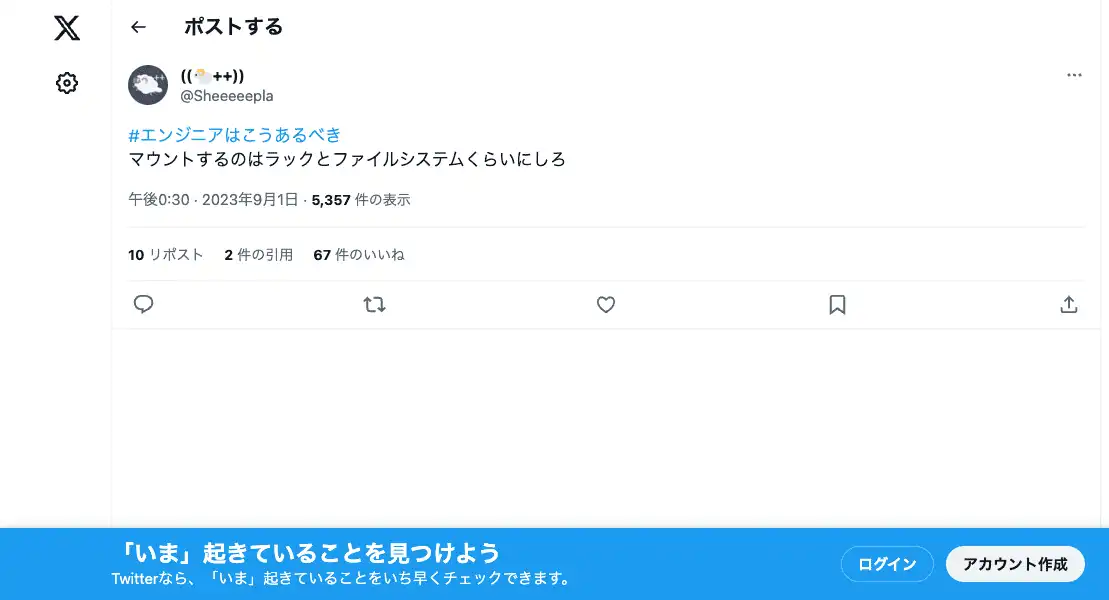 ポストする
((🐑++))
@Sheeeeepla
#エンジニアはこうあるべき
マウントするのはラックとファイルシステムくらいにしろ
午後0:30 · 2023年9月1日 · 5,357 件の表示
10 リポスト 2 件の引用 67 件のいいね
「いま」起きていることを見つけよう
Twitterなら、「いま」起きていることをいち早くチェックできます。
ログイン
アカウント作成